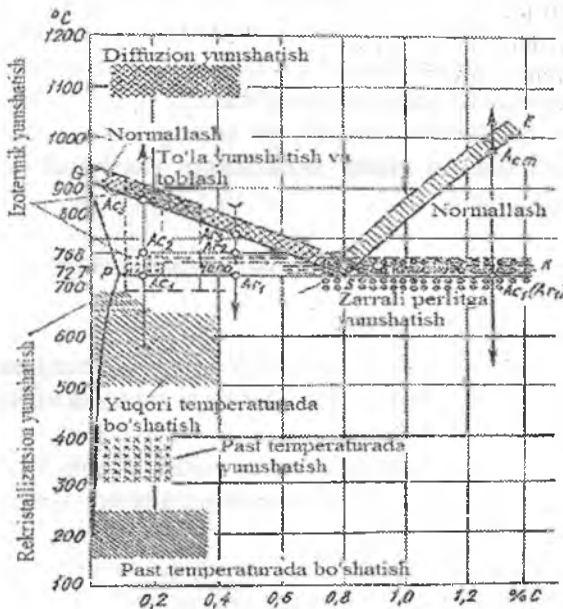 °C
1200
Diffuzion yumshatish
1100
1000
Normallash
To'la yumshatish va
toblash
E
Acm
G
900
Ac3
800
Normallash
Izotermik yumshatish
768
Ac2
727
P
K
700
Ac1
Ar1
Ac1(Ar1)
Zarrali perlitga
yumshatish
600
500
Yuqori temperaturada
bo'shatish
400
Past temperaturada
yumshatish
300
Rekristallizatsion yumshatish
200
Past temperaturada bo'shatish
100
0,2
0,4
0,6
0,8
1,0
1,2
% C